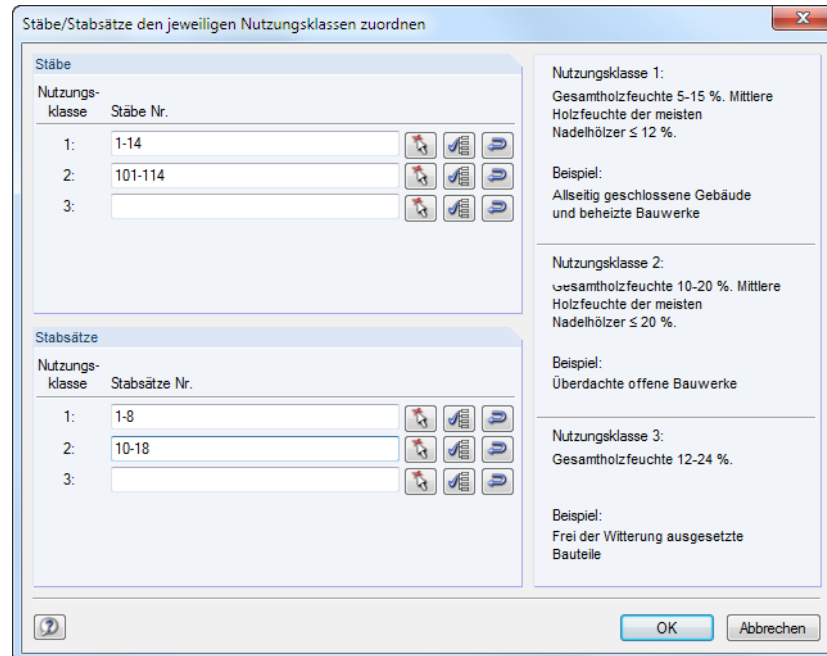 Stäbe/Stabsätze den jeweiligen Nutzungsklassen zuordnen
Stäbe
Nutzungs-
klasse Stäbe Nr.
1: 1-14
2: 101-114
3:
Stabsätze
Nutzungs-
klasse Stabsätze Nr.
1: 1-8
2: 10-18
3:
Nutzungsklasse 1:
Gesamtholzfeuchte 5-15 %. Mittlere
Holzfeuchte der meisten
Nadelhölzer ≤ 12 %.
Beispiel:
Allseitig geschlossene Gebäude
und beheizte Bauwerke
Nutzungsklasse 2:
Gesamtholzfeuchte 10-20 %. Mittlere
Holzfeuchte der meisten
Nadelhölzer ≤ 20 %.
Beispiel:
Überdachte offene Bauwerke
Nutzungsklasse 3:
Gesamtholzfeuchte 12-24 %.
Beispiel:
Frei der Witterung ausgesetzte
Bauteile
OK Abbrechen